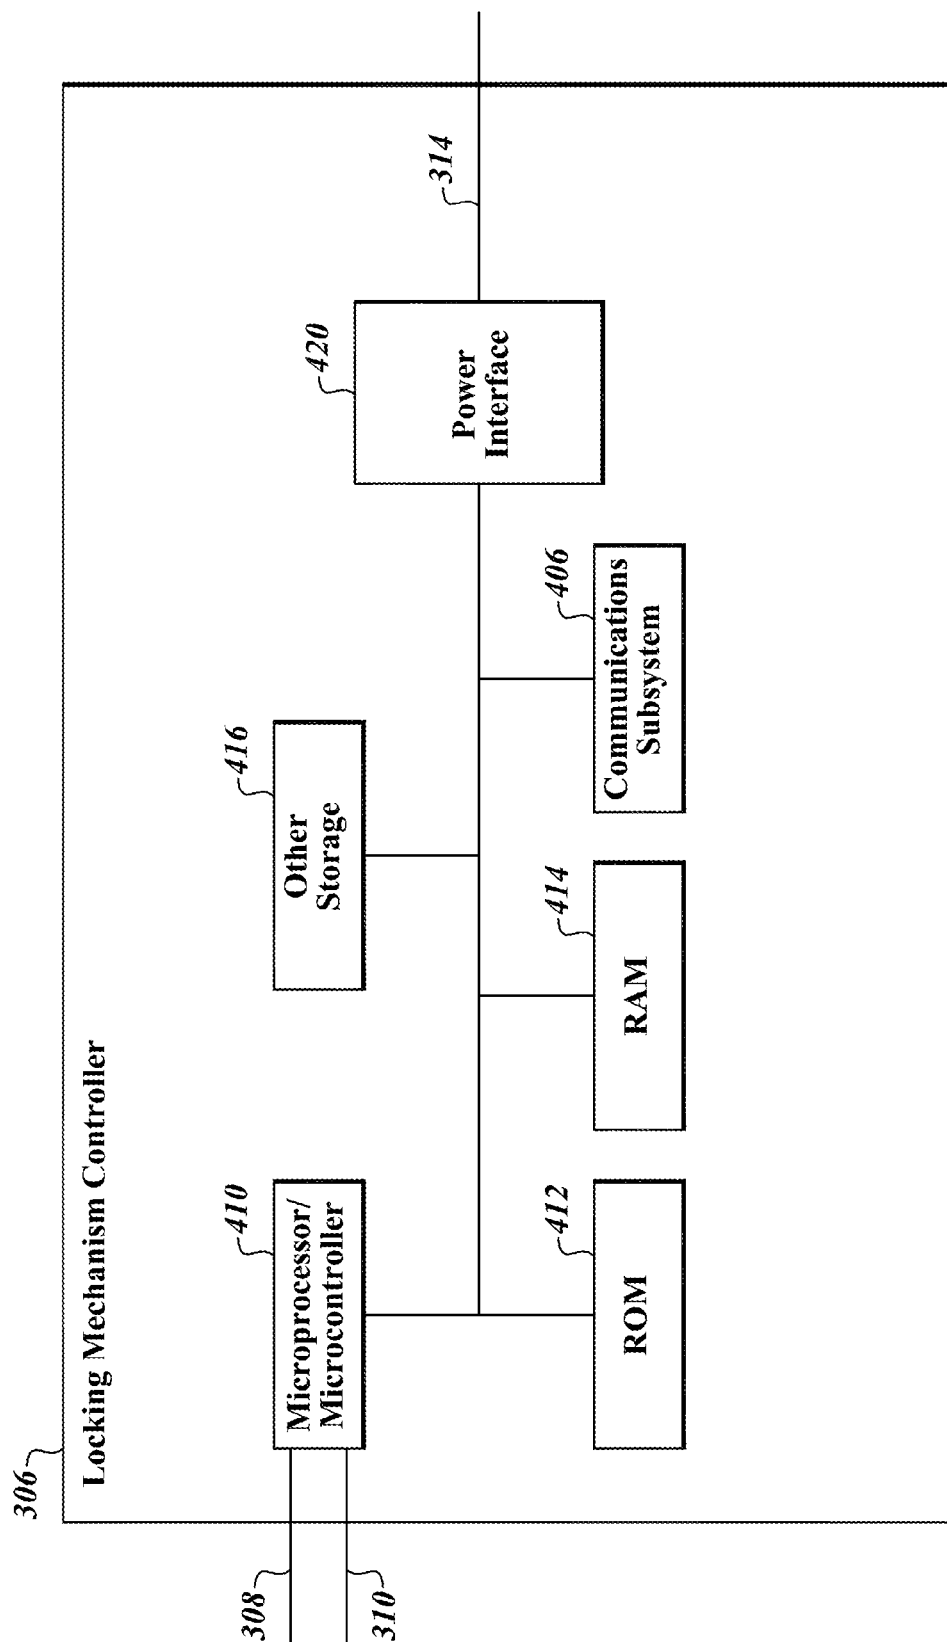 306
Locking Mechanism Controller
308
310
410
Microprocessor/
Microcontroller
416
Other
Storage
420
Power
Interface
314
412
ROM
414
RAM
406
Communications
Subsystem